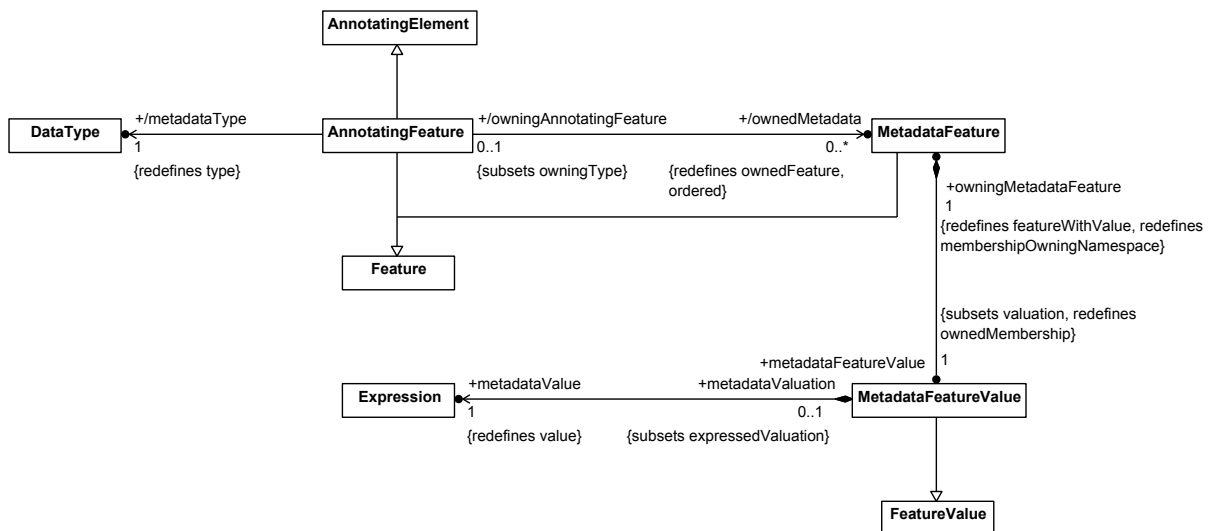 AnnotatingElement
+/metadataType
+/owningAnnotatingFeature
+/ownedMetadata
DataType
AnnotatingFeature
MetadataFeature
1
0..1
0..*
{redefines type}
{subsets owningType}
{redefines ownedFeature,
ordered}
+owningMetadataFeature
1
{redefines featureWithValue, redefines
membershipOwningNamespace}
Feature
{subsets valuation, redefines
ownedMembership}
+metadataFeatureValue
1
+metadataValue
+metadataValuation
Expression
MetadataFeatureValue
1
0..1
{redefines value}
{subsets expressedValuation}
FeatureValue